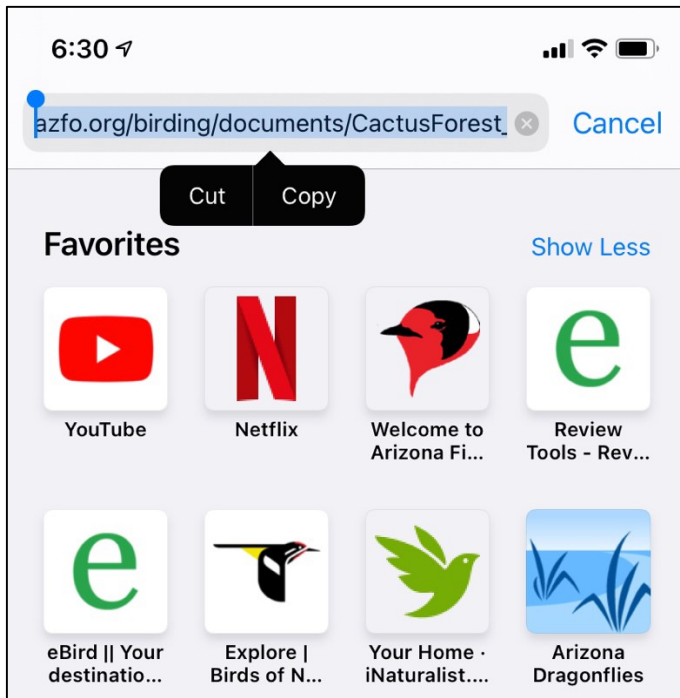 6:30
azfo.org/birding/documents/CactusForest_
Cancel
Cut Copy
Favorites
Show Less
YouTube
Netflix
Welcome to
Arizona Fi...
Review
Tools - Rev...
eBird || Your
destinatio...
Explore |
Birds of N...
Your Home ·
iNaturalist....
Arizona
Dragonflies